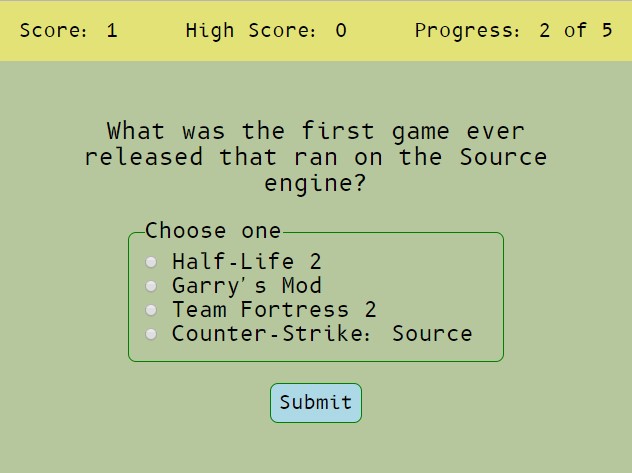 Score: 1 High Score: 0 Progress: 2 of 5
What was the first game ever
released that ran on the Source
engine?
Choose one
Half-Life 2
Garry's Mod
Team Fortress 2
Counter-Strike: Source
Submit